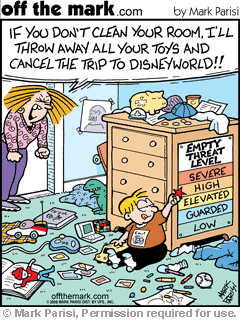 off the mark.com by Mark Parisi
IF YOU DON'T CLEAN YOUR ROOM, I'LL
THROW AWAY ALL YOUR TOYS AND
CANCEL THE TRIP TO DISNEYWORLD!!
EMPTY
THREAT
LEVEL
SEVERE
HIGH
ELEVATED
GUARDED
LOW
offthemark.com
© Mark Parisi, Permission required for use.